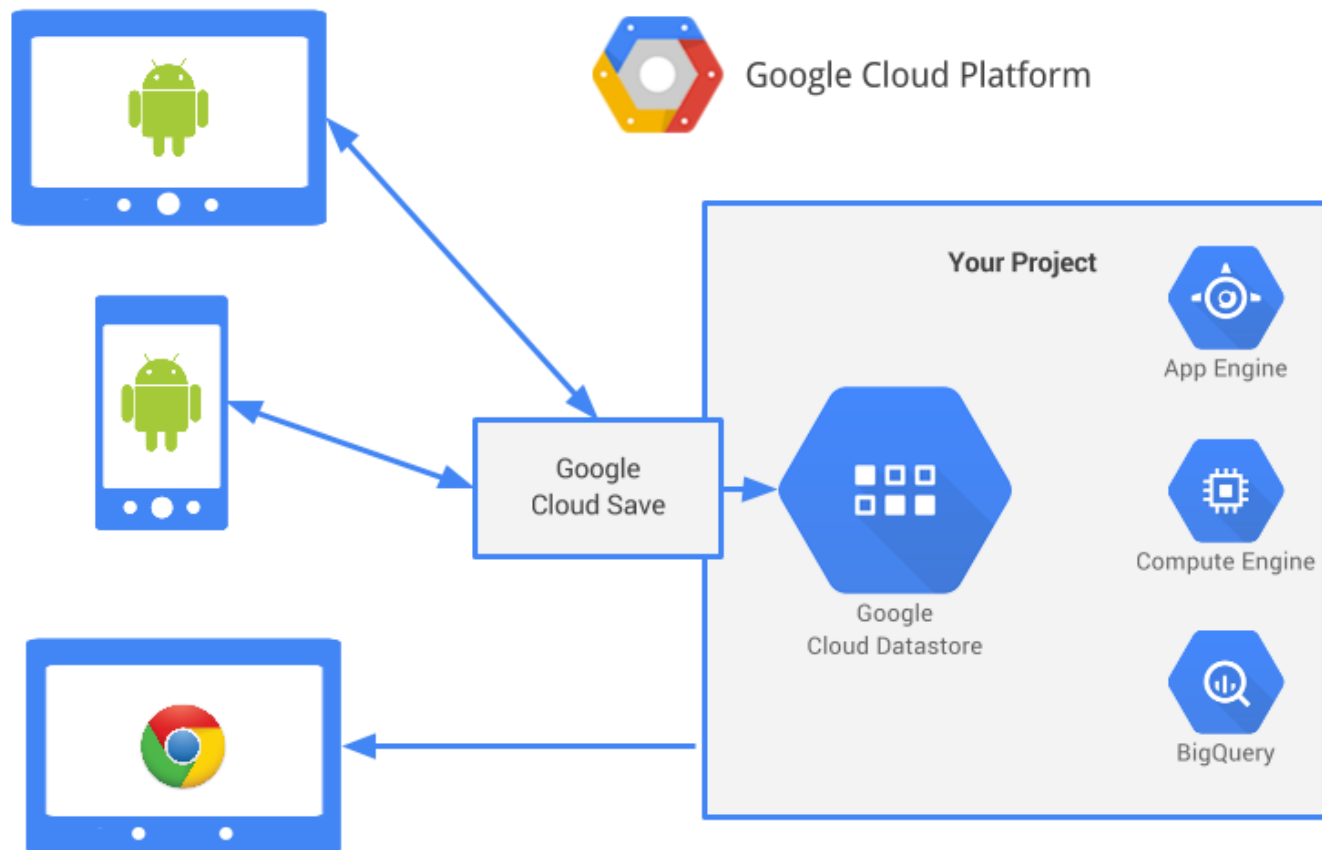 Google Cloud Platform
Your Project
App Engine
Google
Cloud Save
Compute Engine
Google
Cloud Datastore
BigQuery